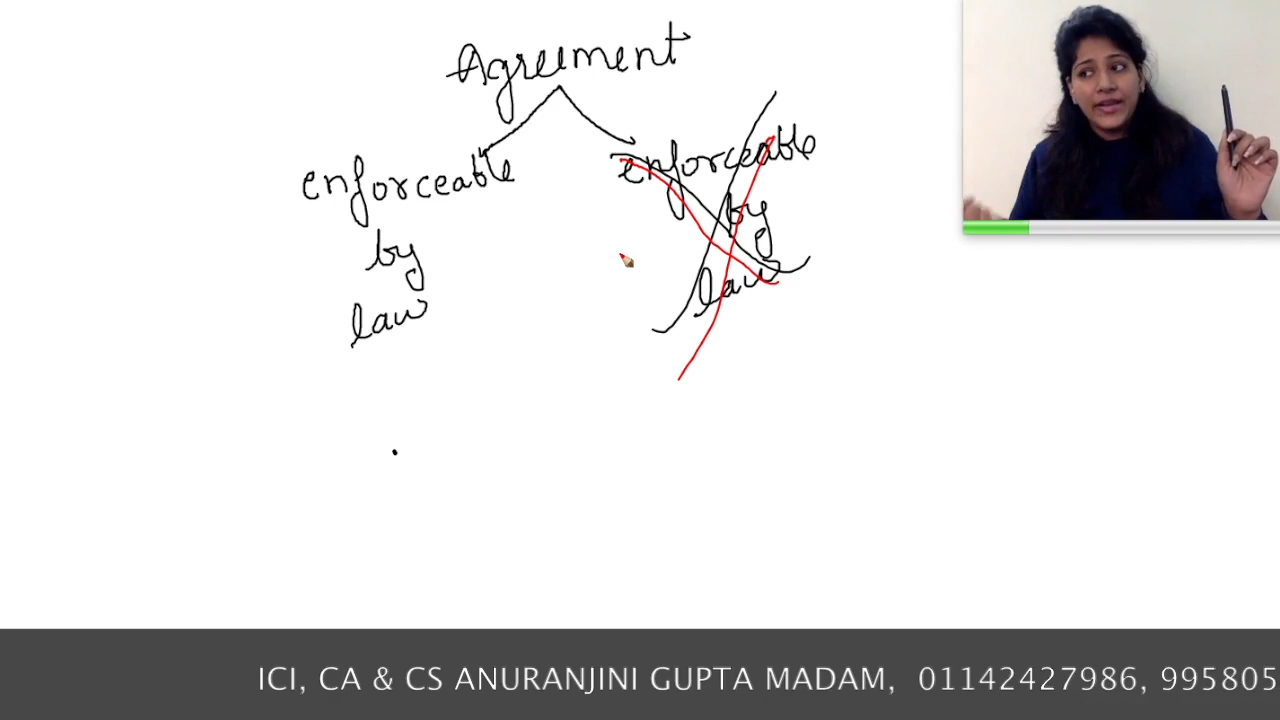 Agreement
enforceable
by
law
enforceable
by
law
ICI, CA & CS ANURANJINI GUPTA MADAM, 01142427986, 995805